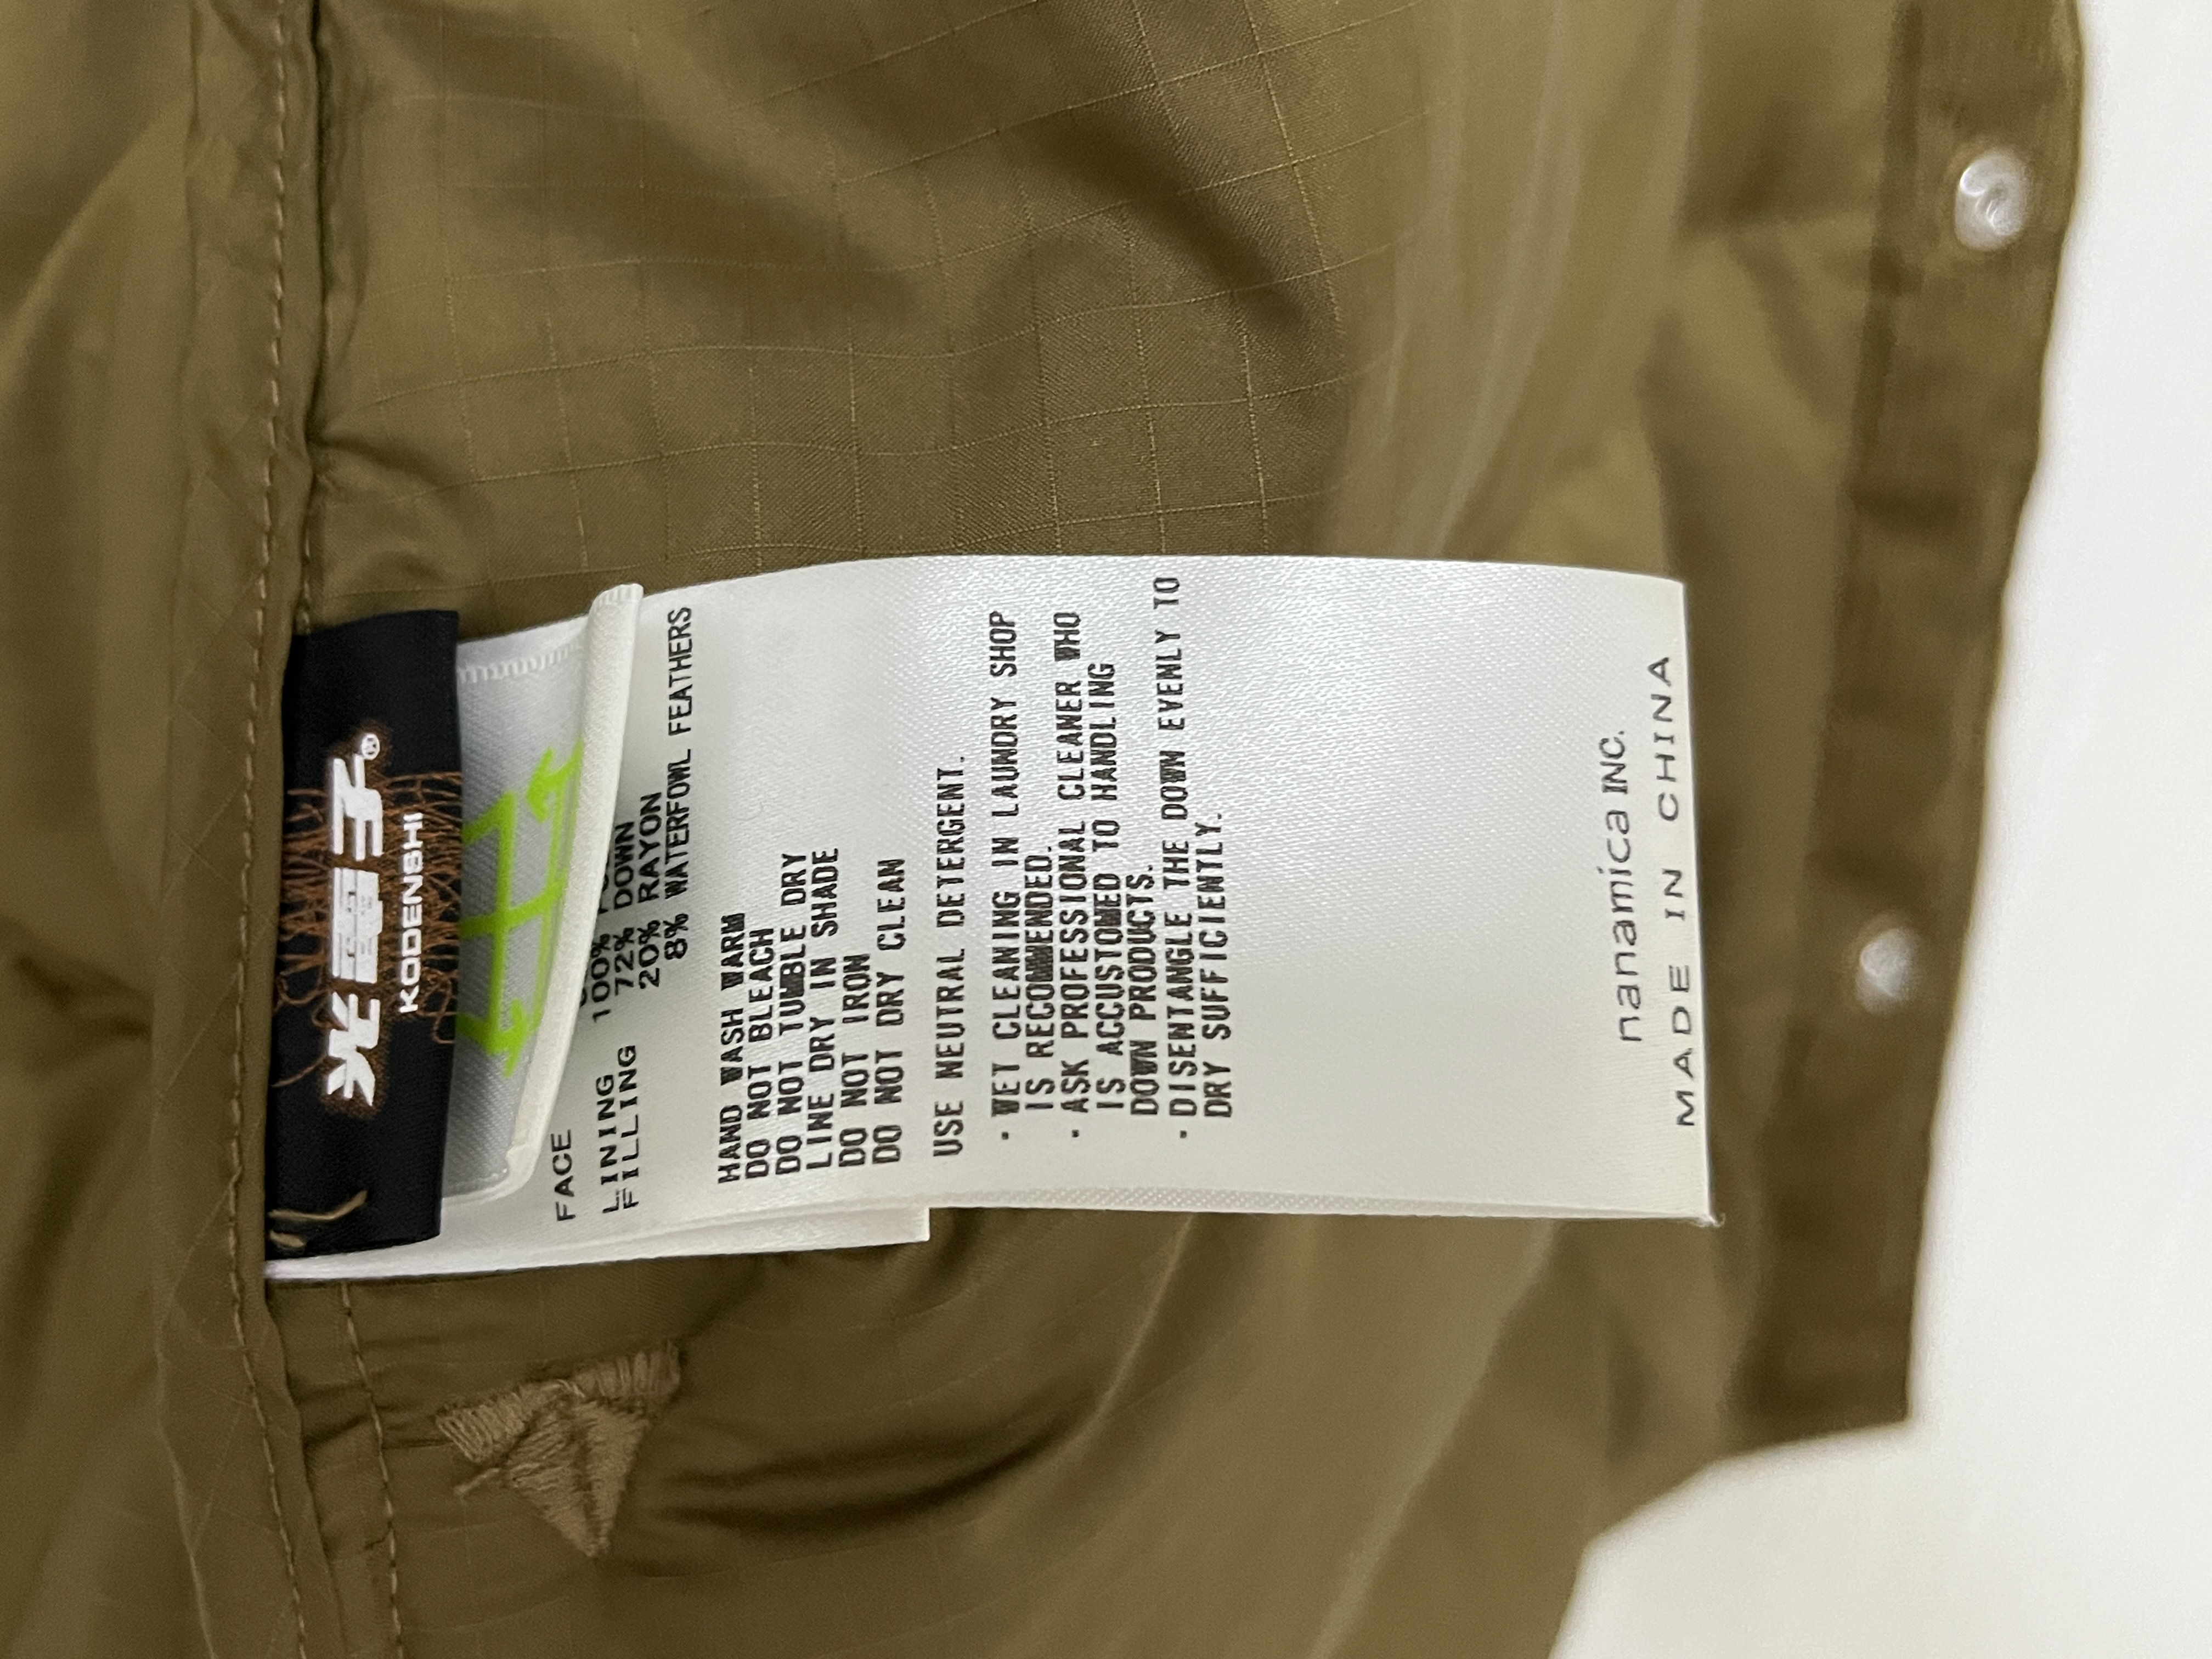 光電子®
KODENSHI
FACE
LINING 100%
FILLING 72% DOWN
20% RAYON
8% WATERFOWL FEATHERS
HAND WASH WARM
DO NOT BLEACH
DO NOT TUMBLE DRY
LINE DRY IN SHADE
DO NOT IRON
DO NOT DRY CLEAN
USE NEUTRAL DETERGENT.
・WET CLEANING IN LAUNDRY SHOP
IS RECOMMENDED.
・ASK PROFESSIONAL CLEANER WHO
IS ACCUSTOMED TO HANDLING
DOWN PRODUCTS.
・DISENTANGLE THE DOWN EVENLY TO
DRY SUFFICIENTLY.
nanamica INC.
MADE IN CHINA